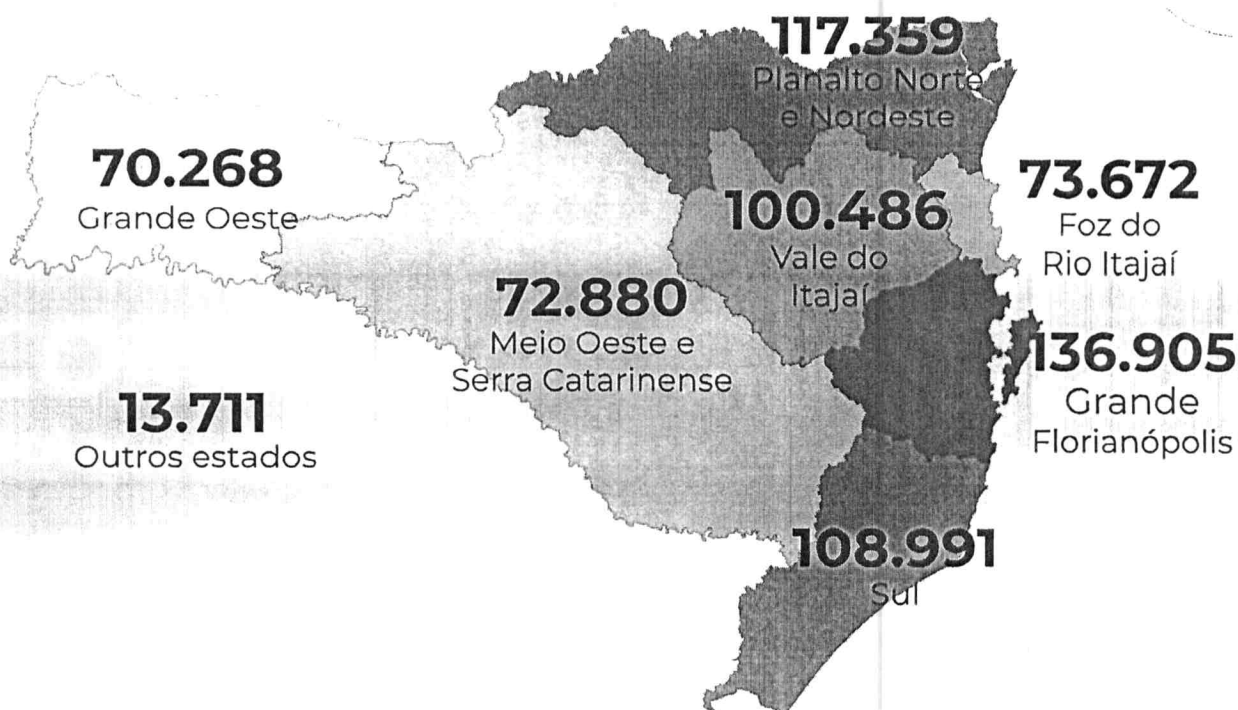 117.359
Planalto Norte
e Nordeste
70.268
Grande Oeste
100.486
Vale do
Itajaí
73.672
Foz do
Rio Itajaí
72.880
Meio Oeste e
Serra Catarinense
136.905
Grande
Florianópolis
13.711
Outros estados
108.991
Sul